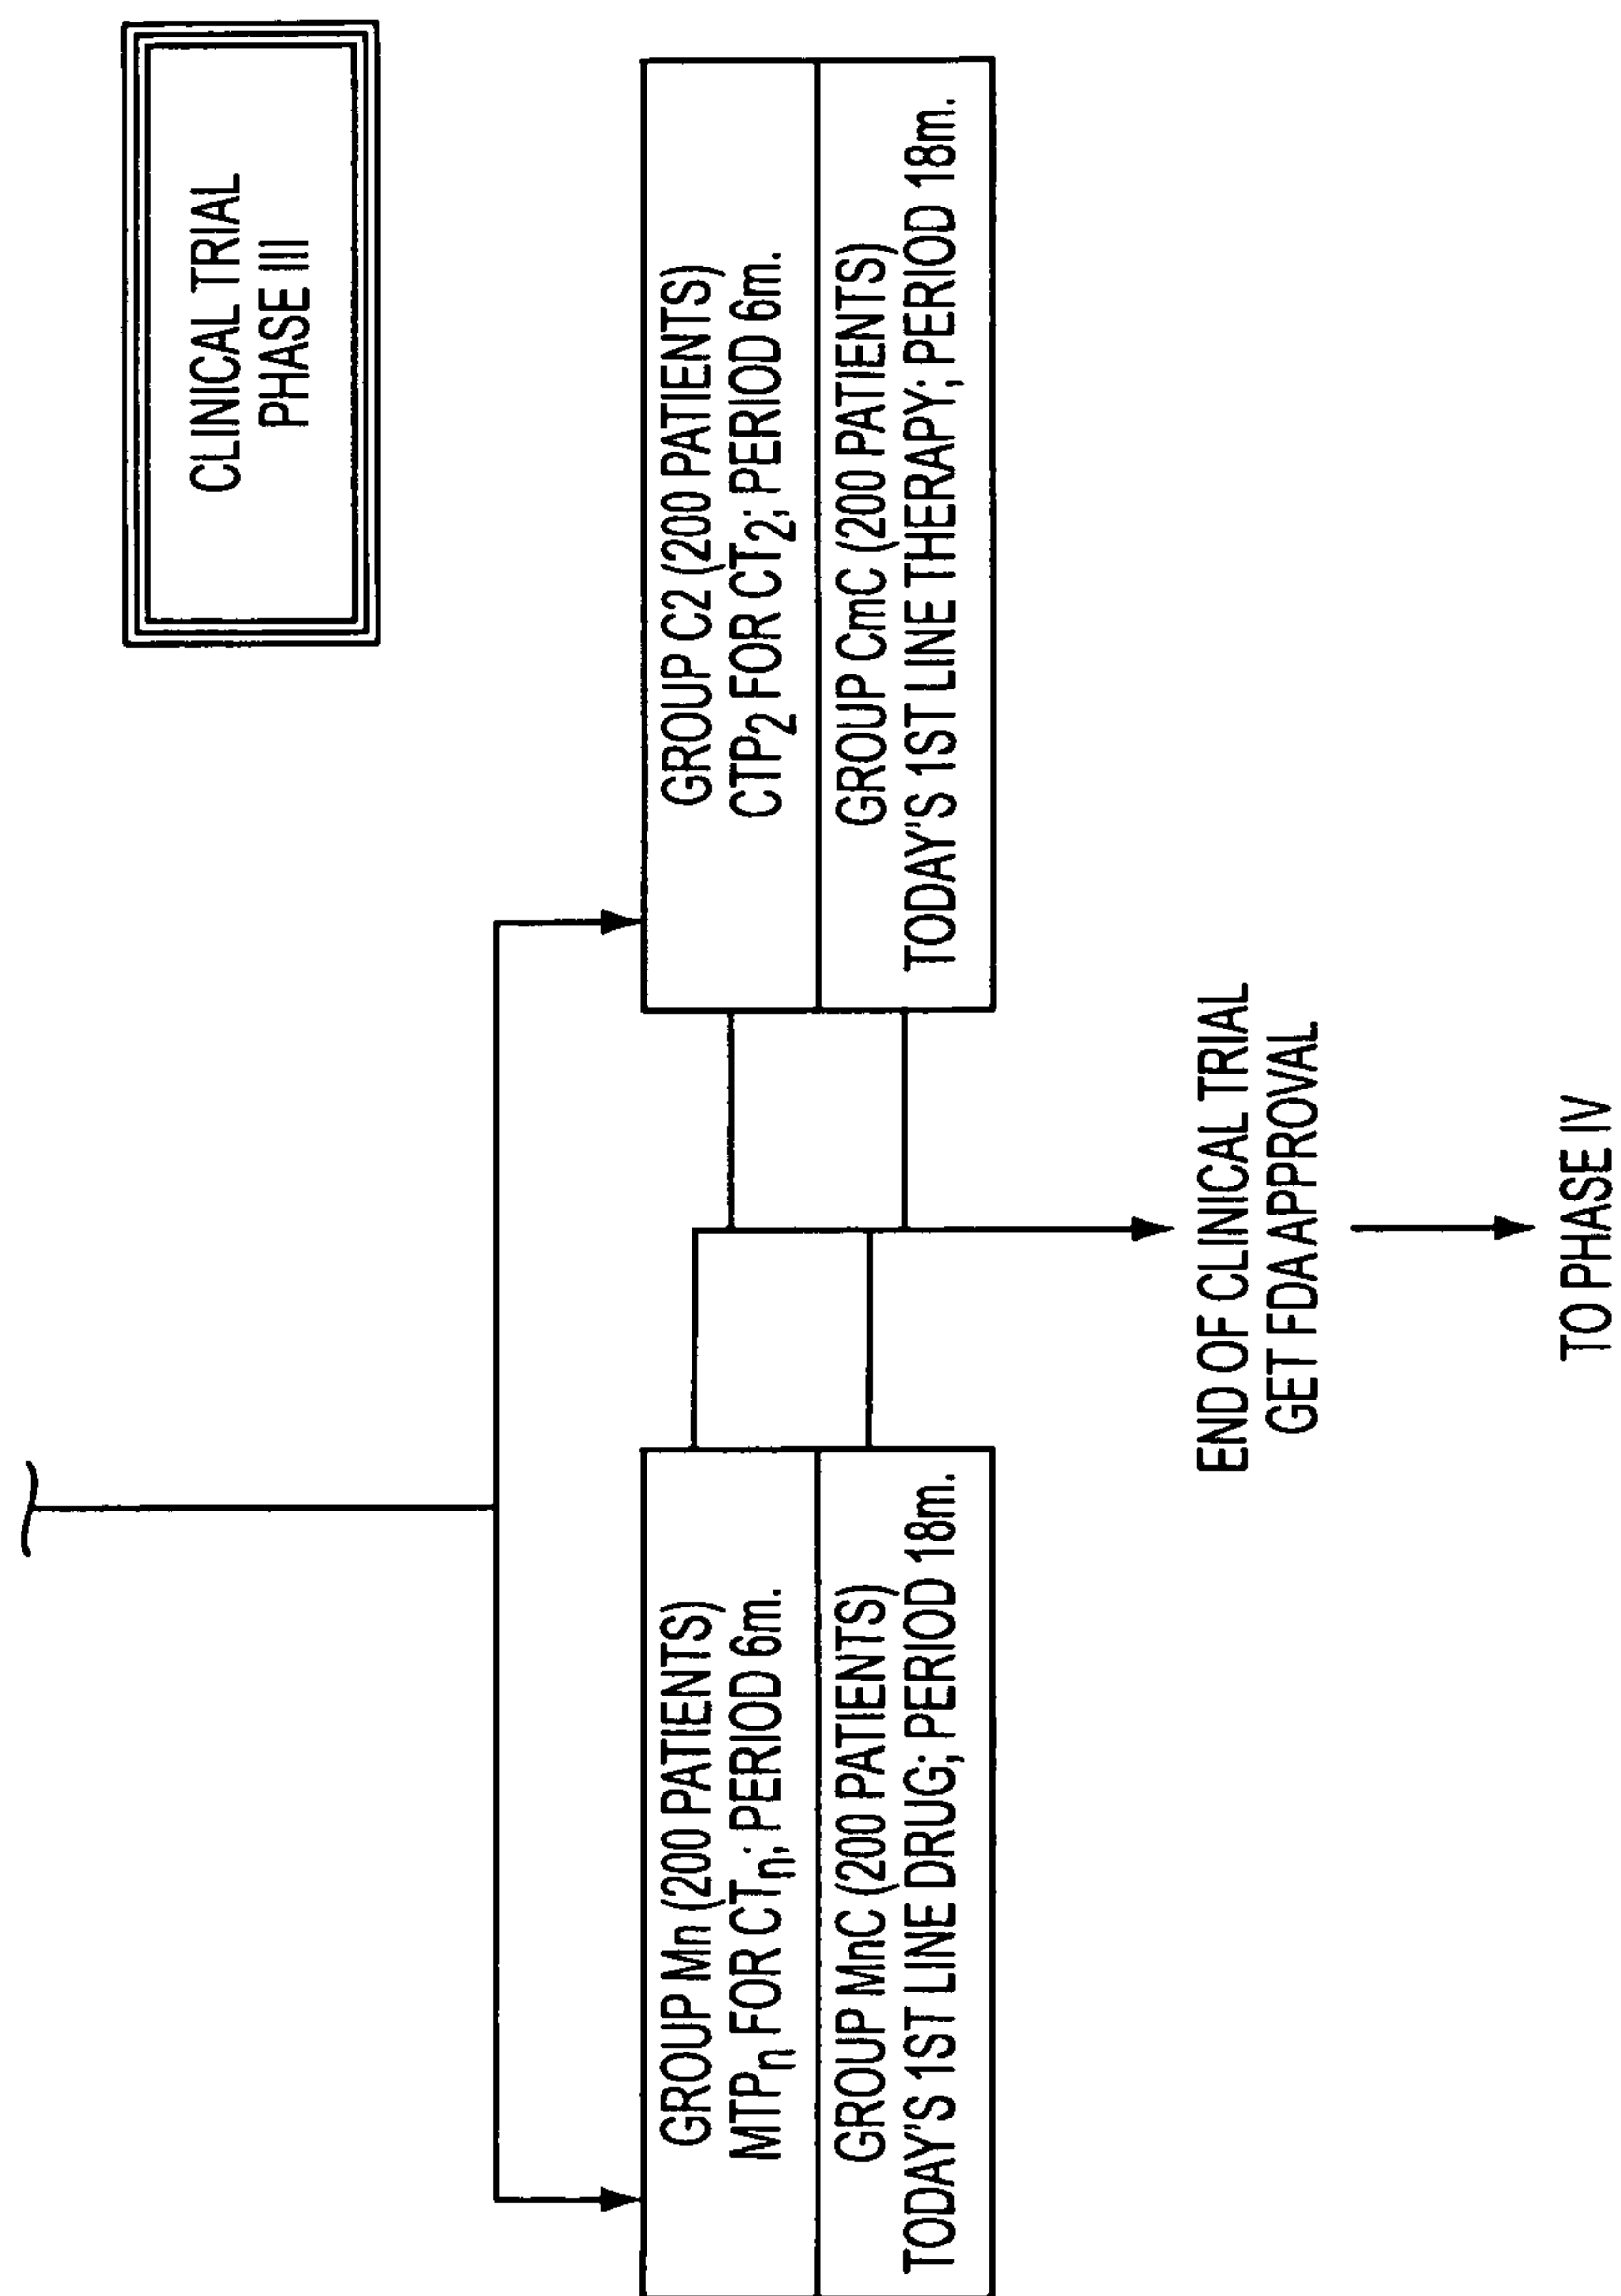 CLINICAL TRIAL
PHASE III
GROUP Mn (200 PATIENTS)
MTPₙ FOR CTₙ; PERIOD 6m.
GROUP MnC (200 PATIENTS)
TODAY'S 1ST LINE DRUG; PERIOD 18m.
GROUP C2 (200 PATIENTS)
CTP₂ FOR CT₂; PERIOD 6m.
GROUP CmC (200 PATIENTS)
TODAY'S 1ST LINE THERAPY; PERIOD 18m.
END OF CLINICAL TRIAL
GET FDA APPROVAL
TO PHASE IV